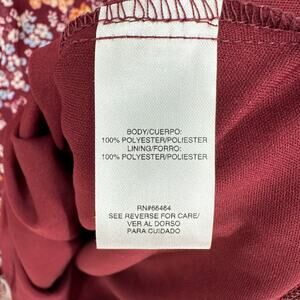 BODY/CUERPO:
100% POLYESTER/POLIESTER
LINING/FORRO:
100% POLYESTER/POLIESTER
RN#66464
SEE REVERSE FOR CARE/
VER AL DORSO
PARA CUIDADO